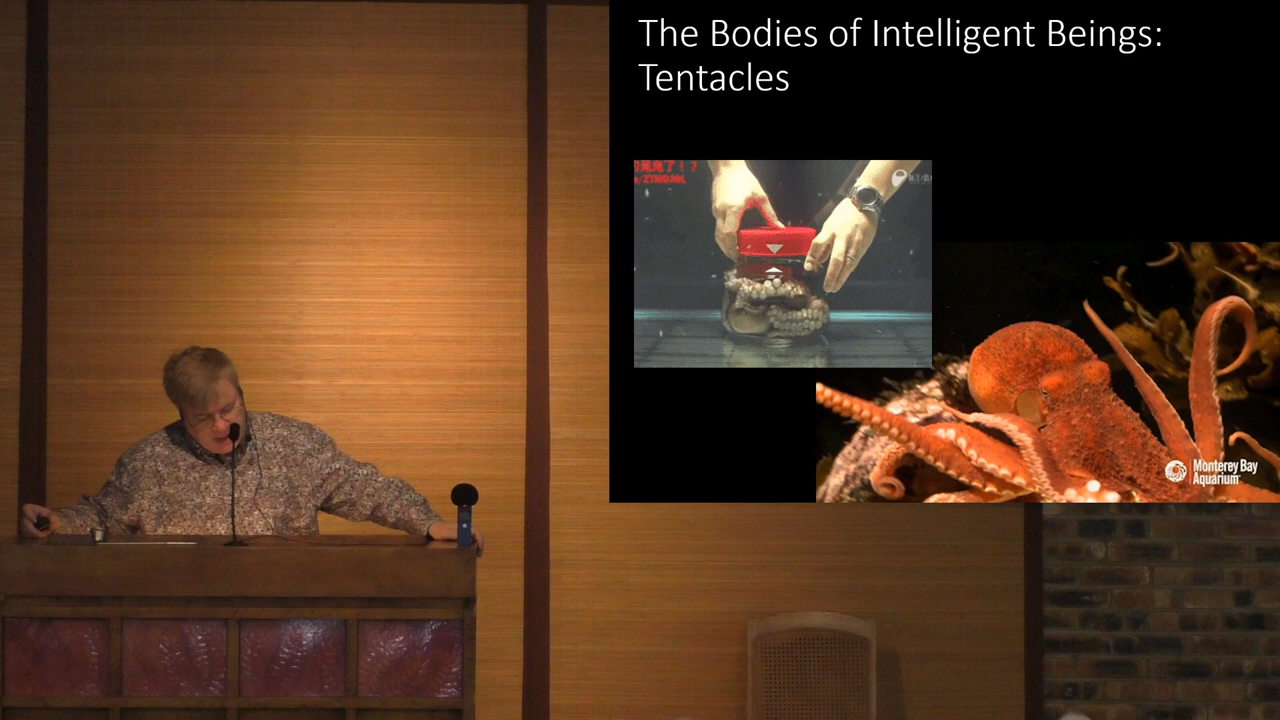 The Bodies of Intelligent Beings:
Tentacles
Monterey Bay
Aquarium